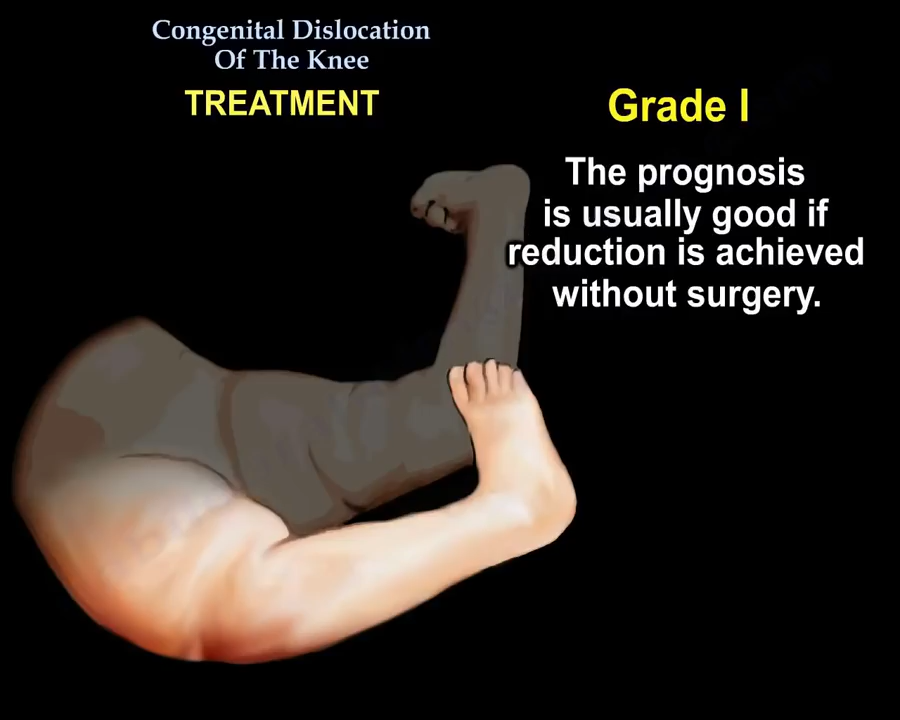 Congenital Dislocation
Of The Knee
TREATMENT
Grade I
The prognosis
is usually good if
reduction is achieved
without surgery.